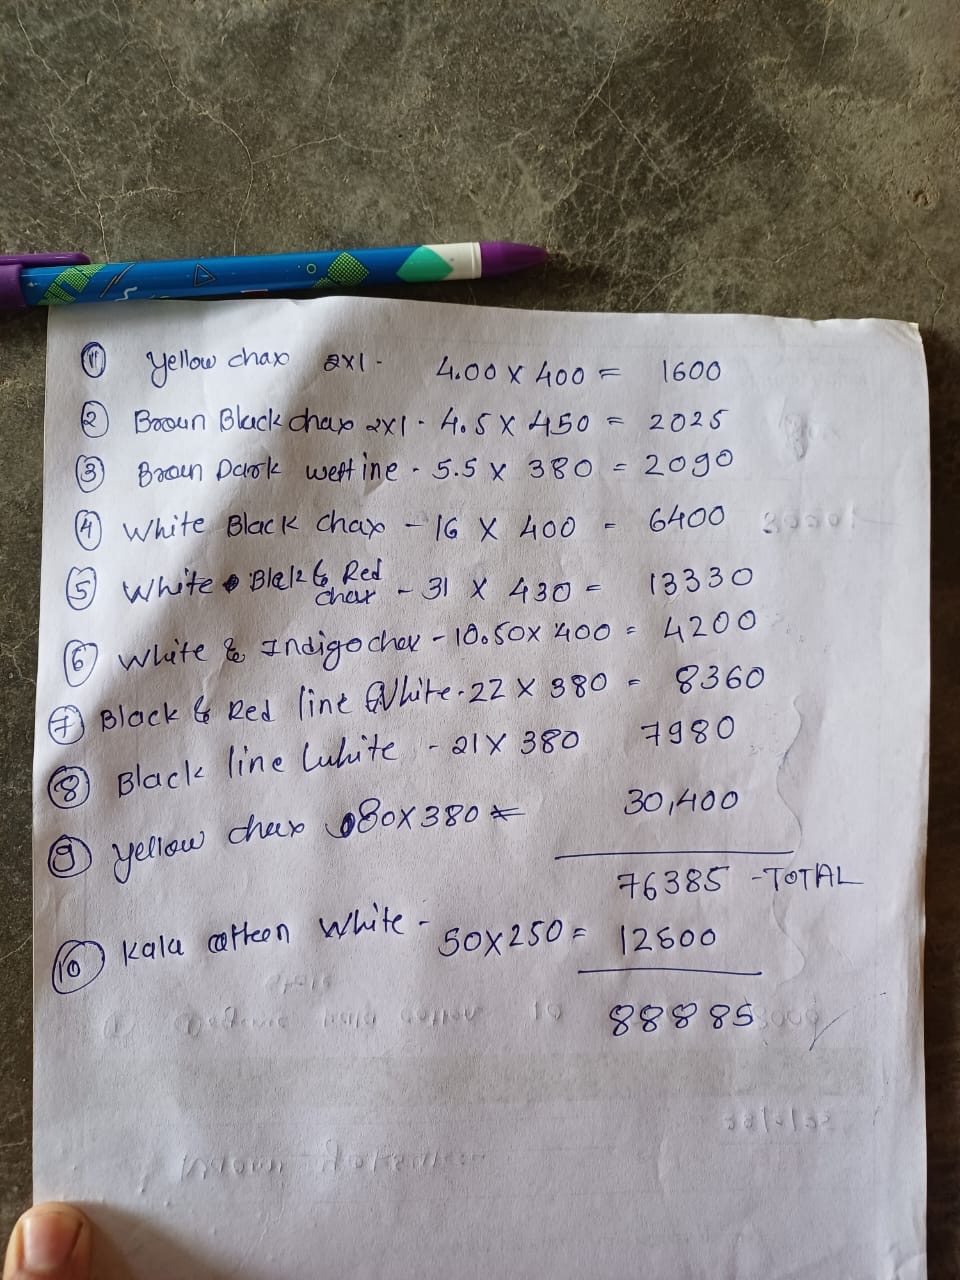 ① Yellow chax 2x1 - 4.00 X 400 = 1600
② Broun Black chax 2x1 - 4.5 X 450 = 2025
③ Broun Dark weft ine - 5.5 X 380 = 2090
④ White Black chax - 16 X 400 = 6400
⑤ White Black & Red chax - 31 X 430 = 13330
⑥ White & Indigo chex - 10.50 X 400 = 4200
⑦ Black & Red line White - 22 X 380 = 8360
⑧ Black line White - 21 X 380 7980
⑨ Yellow chex 80 X 380 = 30,400
76385 - TOTAL
⑩ Kala cotteen White - 50 X 250 = 12500
88885